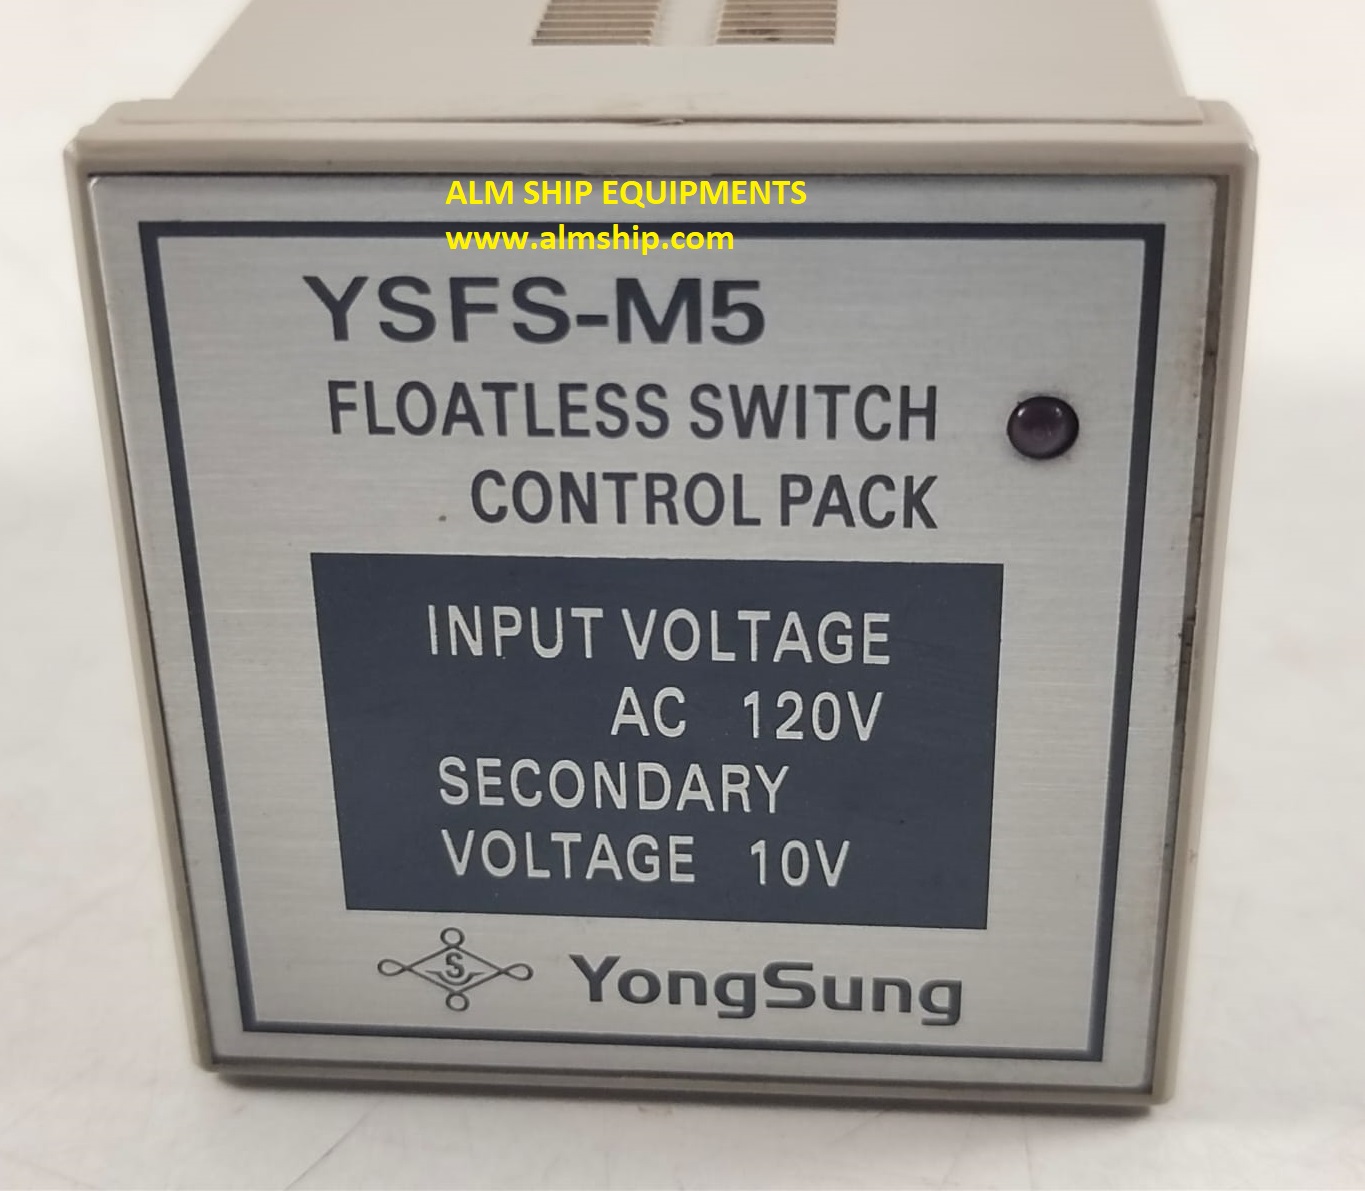 ALM SHIP EQUIPMENTS
www.almship.com
YSFS-M5
FLOATLESS SWITCH
CONTROL PACK
INPUT VOLTAGE
AC 120V
SECONDARY
VOLTAGE 10V
S YongSung